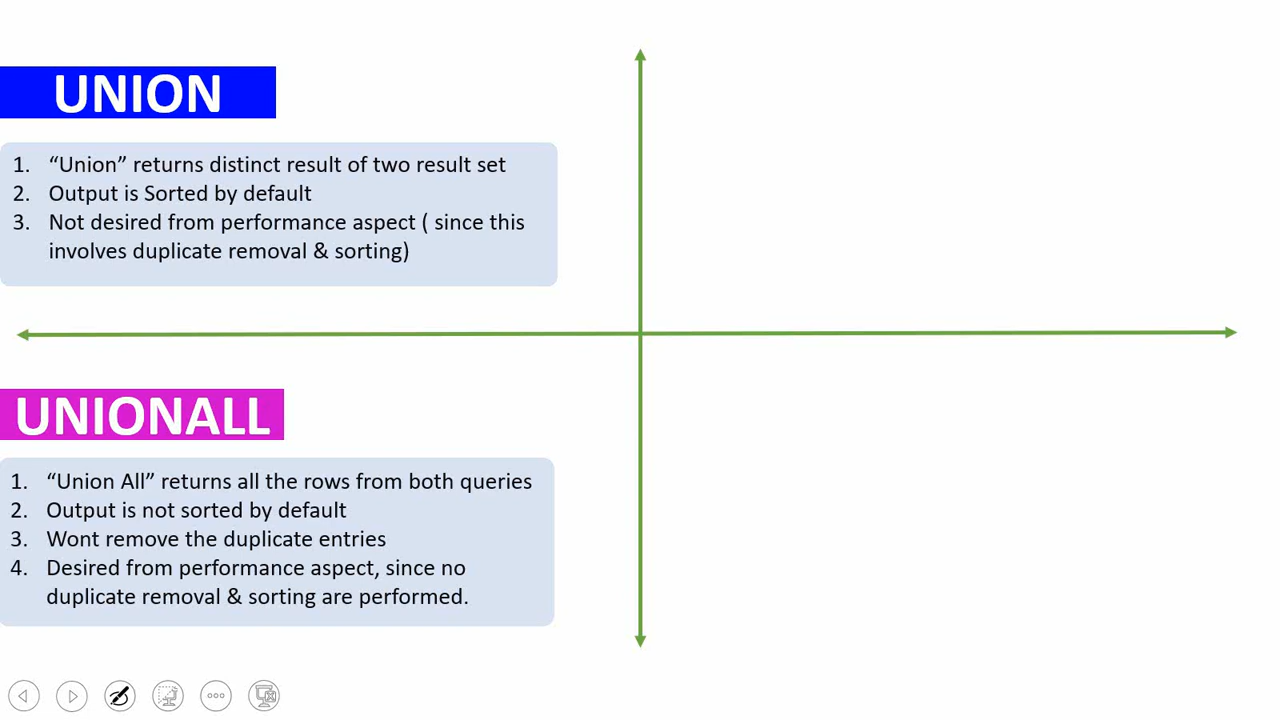 UNION
1. “Union” returns distinct result of two result set
2. Output is Sorted by default
3. Not desired from performance aspect ( since this
involves duplicate removal & sorting)
UNIONALL
1. “Union All” returns all the rows from both queries
2. Output is not sorted by default
3. Wont remove the duplicate entries
4. Desired from performance aspect, since no
duplicate removal & sorting are performed.